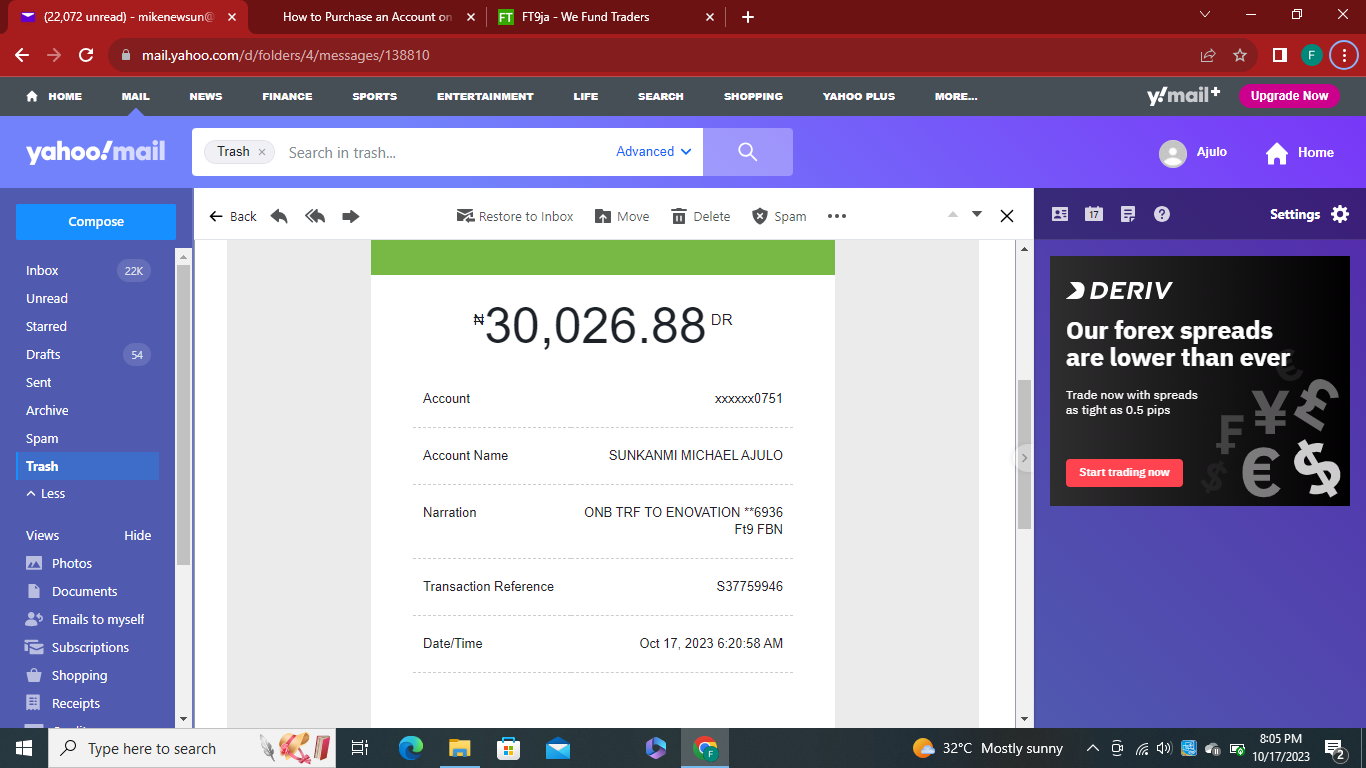 (22,072 unread) - mikenewsun@
How to Purchase an Account on
FT FT9ja - We Fund Traders
mail.yahoo.com/d/folders/4/messages/138810
F
HOME MAIL NEWS FINANCE SPORTS ENTERTAINMENT LIFE SEARCH SHOPPING YAHOO PLUS MORE...
y!mail+ Upgrade Now
yahoo!mail
Trash × Search in trash... Advanced
Ajulo Home
Compose
Back Restore to Inbox Move Delete Spam
17 ? Settings
Inbox 22K
Unread
Starred
Drafts 54
Sent
Archive
Spam
Trash
Less
Views Hide
Photos
Documents
Emails to myself
Subscriptions
Shopping
Receipts
₦30,026.88 DR
Account xxxxxx0751
Account Name SUNKANMI MICHAEL AJULO
Narration ONB TRF TO ENOVATION **6936
Ft9 FBN
Transaction Reference S37759946
Date/Time Oct 17, 2023 6:20:58 AM
DERIV
Our forex spreads
are lower than ever
Trade now with spreads
as tight as 0.5 pips
Start trading now
Type here to search
32°C Mostly sunny
8:05 PM
10/17/2023
2